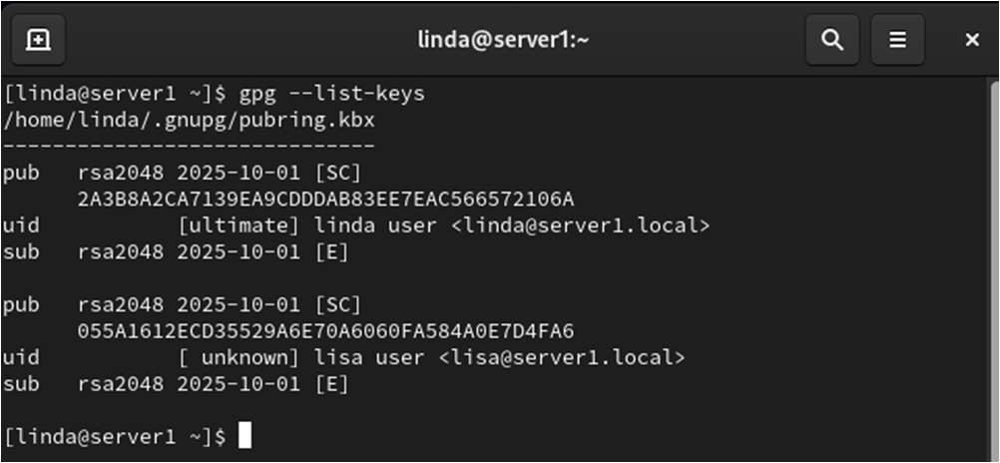 linda@server1:~
[linda@server1 ~]$ gpg --list-keys
/home/linda/.gnupg/pubring.kbx
------------------------------
pub   rsa2048 2025-10-01 [SC]
      2A3B8A2CA7139EA9CDDDAB83EE7EAC566572106A
uid           [ultimate] linda user <linda@server1.local>
sub   rsa2048 2025-10-01 [E]

pub   rsa2048 2025-10-01 [SC]
      055A1612ECD35529A6E70A6060FA584A0E7D4FA6
uid           [ unknown] lisa user <lisa@server1.local>
sub   rsa2048 2025-10-01 [E]

[linda@server1 ~]$